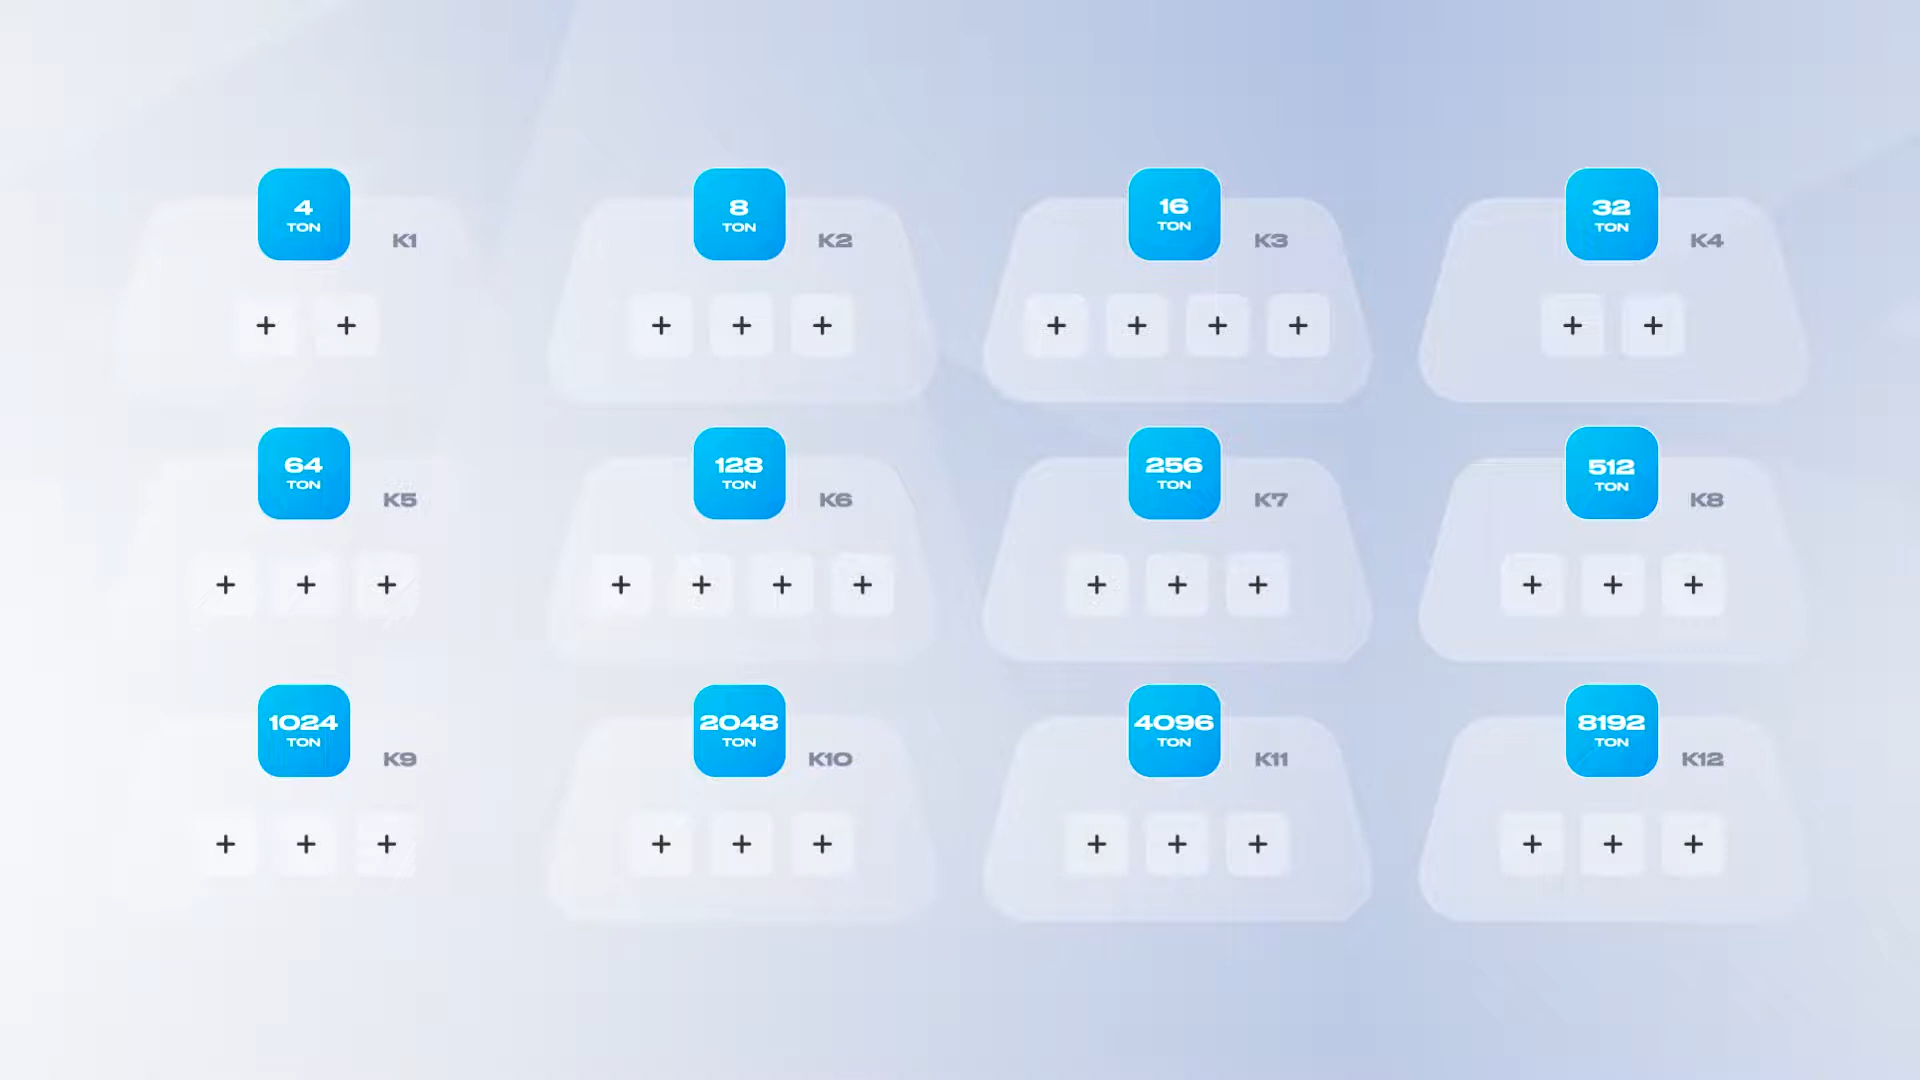 4
TON
K1
8
TON
K2
16
TON
K3
32
TON
K4
+ +
+ + +
+ + + +
+ +
64
TON
K5
128
TON
K6
256
TON
K7
512
TON
K8
+ + +
+ + + +
+ + +
+ + +
1024
TON
K9
2048
TON
K10
4096
TON
K11
8192
TON
K12
+ + +
+ + +
+ + +
+ + +